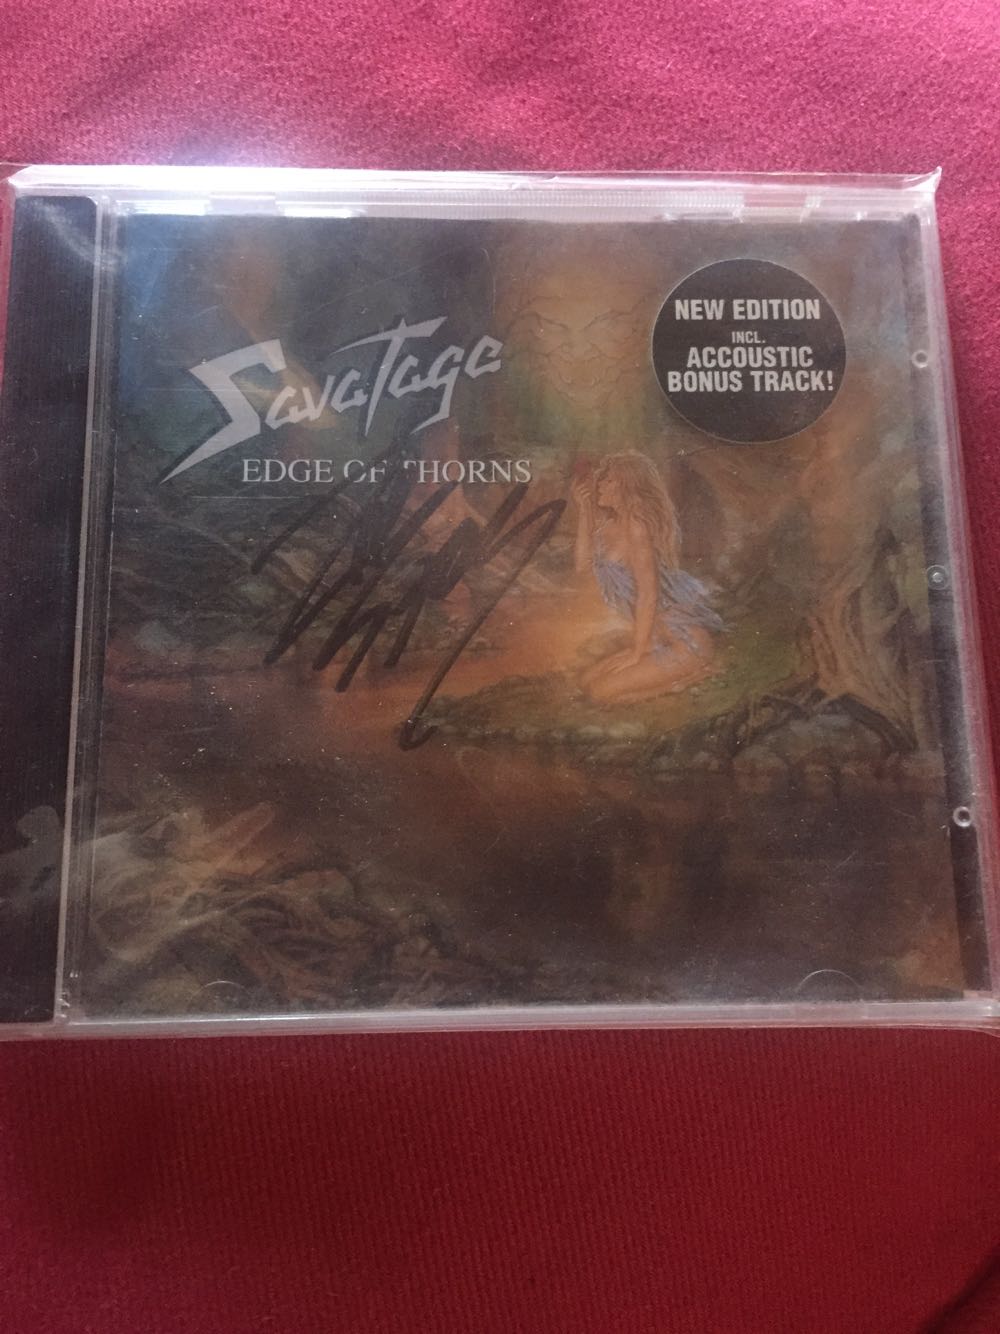 Savatage
EDGE OF THORNS
NEW EDITION
INCL.
ACCOUSTIC
BONUS TRACK!